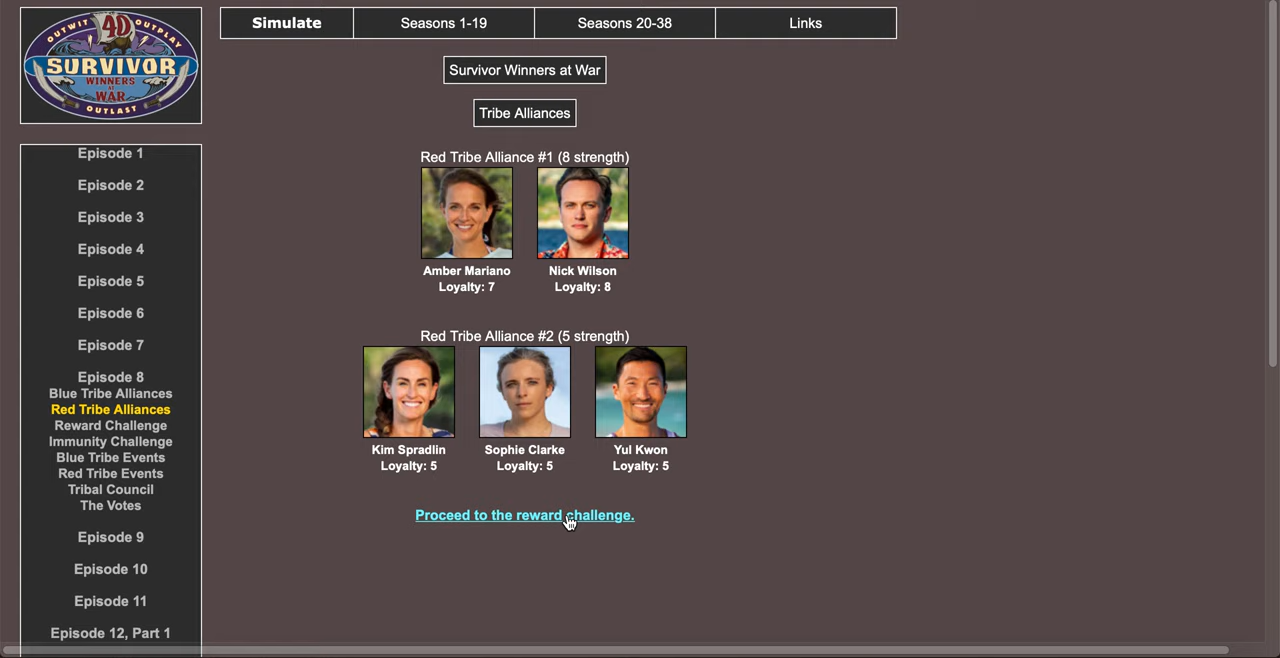 OUTWIT 40 OUTPLAY
SURVIVOR
WINNERS
AT
WAR
OUTLAST
Simulate
Seasons 1-19
Seasons 20-38
Links
Survivor Winners at War
Tribe Alliances
Red Tribe Alliance #1 (8 strength)
Amber Mariano
Loyalty: 7
Nick Wilson
Loyalty: 8
Red Tribe Alliance #2 (5 strength)
Kim Spradlin
Loyalty: 5
Sophie Clarke
Loyalty: 5
Yul Kwon
Loyalty: 5
Proceed to the reward challenge.
Episode 1
Episode 2
Episode 3
Episode 4
Episode 5
Episode 6
Episode 7
Episode 8
Blue Tribe Alliances
Red Tribe Alliances
Reward Challenge
Immunity Challenge
Blue Tribe Events
Red Tribe Events
Tribal Council
The Votes
Episode 9
Episode 10
Episode 11
Episode 12, Part 1